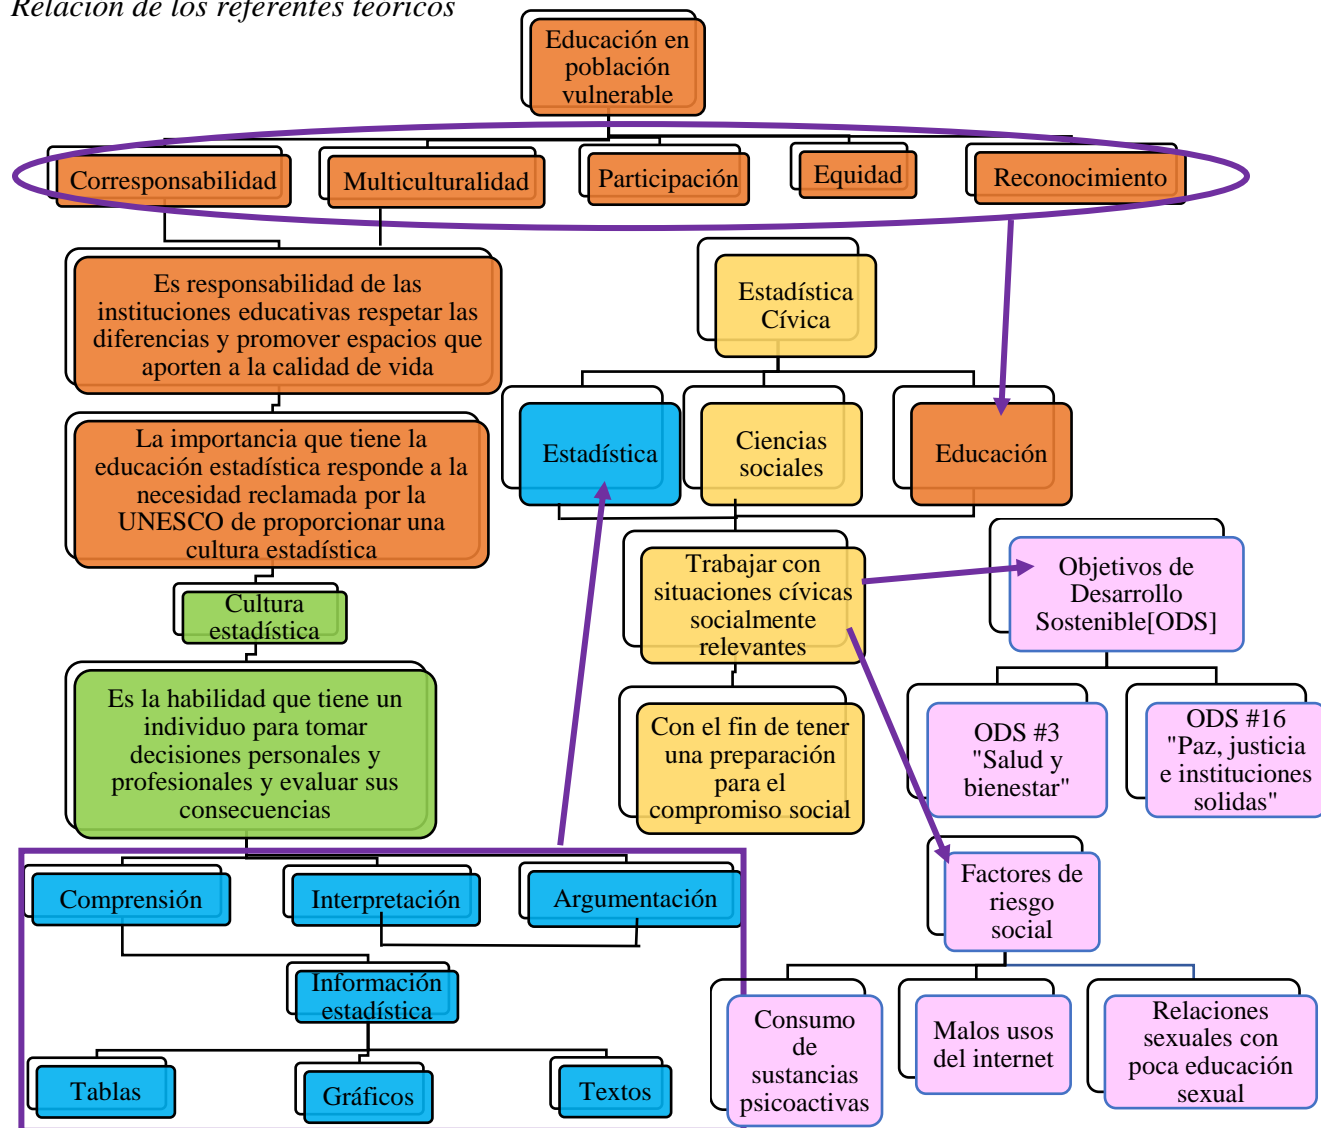 Relación de los referentes teóricos
Educación en
población
vulnerable
Corresponsabilidad
Multiculturalidad
Participación
Equidad
Reconocimiento
Es responsabilidad de las
instituciones educativas respetar las
diferencias y promover espacios que
aporten a la calidad de vida
La importancia que tiene la
educación estadística responde a la
necesidad reclamada por la
UNESCO de proporcionar una
cultura estadística
Cultura
estadística
Es la habilidad que tiene un
individuo para tomar
decisiones personales y
profesionales y evaluar sus
consecuencias
Comprensión
Interpretación
Argumentación
Información
estadística
Tablas
Gráficos
Textos
Estadística
Cívica
Estadística
Ciencias
sociales
Educación
Trabajar con
situaciones cívicas
socialmente
relevantes
Con el fin de tener
una preparación
para el
compromiso social
Objetivos de
Desarrollo
Sostenible[ODS]
ODS #3
"Salud y
bienestar"
ODS #16
"Paz, justicia
e instituciones
solidas"
Factores de
riesgo
social
Consumo
de
sustancias
psicoactivas
Malos usos
del internet
Relaciones
sexuales con
poca educación
sexual